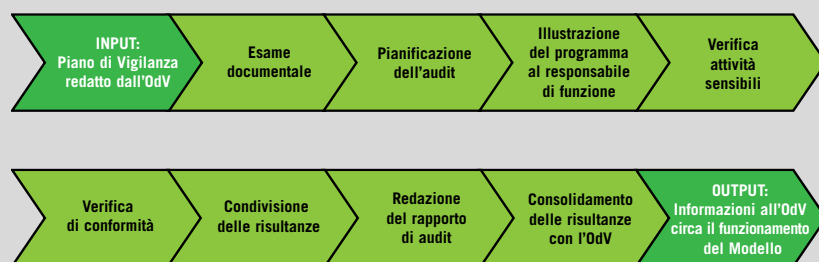 INPUT:
Piano di Vigilanza
redatto dall'OdV
Esame
documentale
Pianificazione
dell'audit
Illustrazione
del programma
al responsabile
di funzione
Verifica
attività
sensibili
Verifica
di conformità
Condivisione
delle risultanze
Redazione
del rapporto
di audit
Consolidamento
delle risultanze
con l'OdV
OUTPUT:
Informazioni all'OdV
circa il funzionamento
del Modello